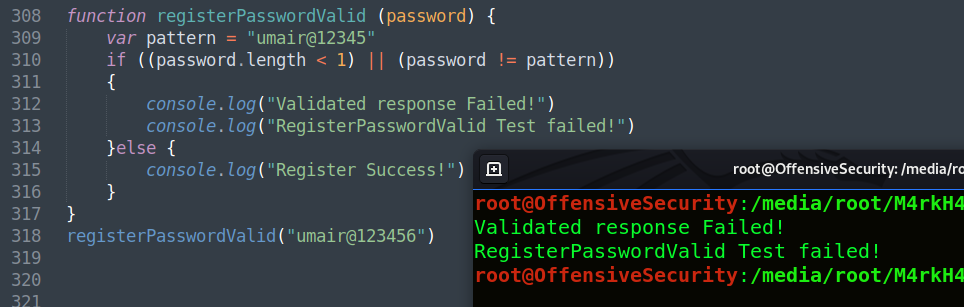 308 function registerPasswordValid (password) {
309 var pattern = "umair@12345"
310 if ((password.length < 1) || (password != pattern))
311 {
312 console.log("Validated response Failed!")
313 console.log("RegisterPasswordValid Test failed!")
314 }else {
315 console.log("Register Success!")
316 }
317 }
318 registerPasswordValid("umair@123456")
319
320
321
root@OffensiveSecurity: /media/ro
root@OffensiveSecurity:/media/root/M4rkH4
Validated response Failed!
RegisterPasswordValid Test failed!
root@OffensiveSecurity:/media/root/M4rkH4